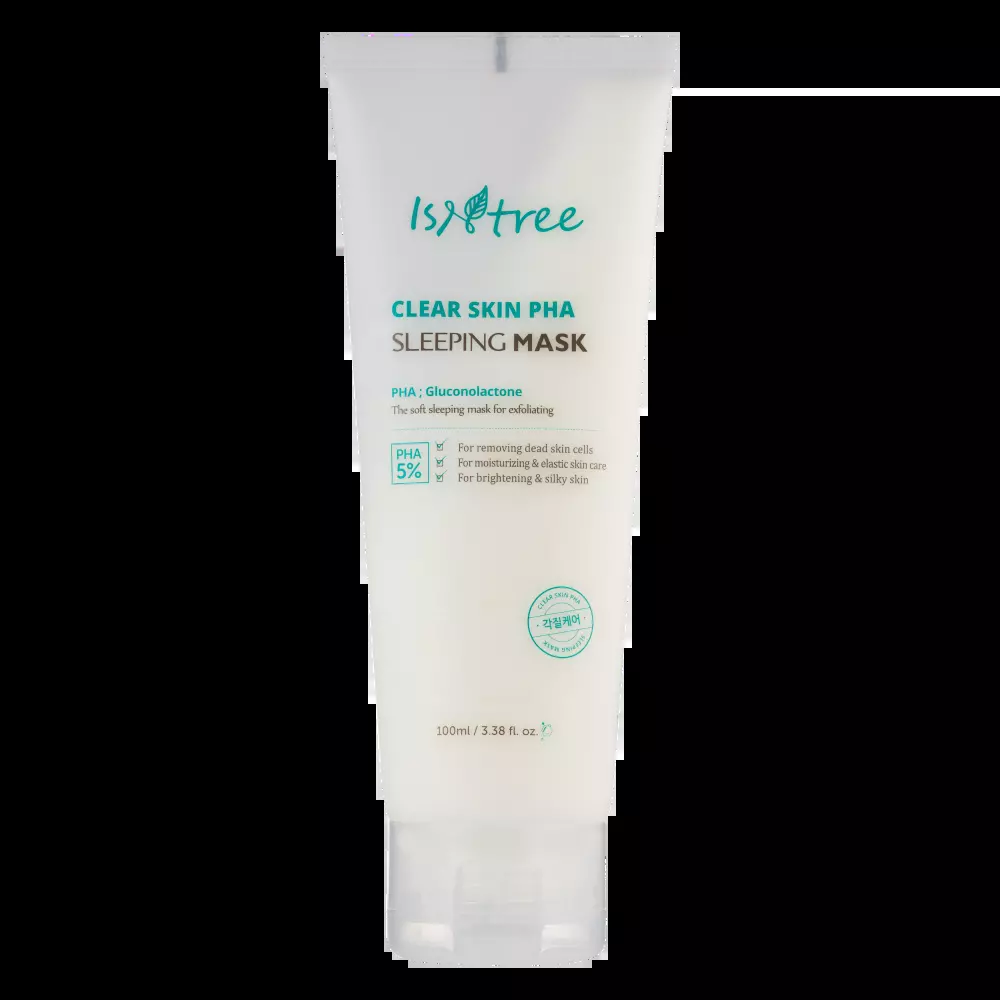 Isntree
CLEAR SKIN PHA
SLEEPING MASK
PHA ; Gluconolactone
The soft sleeping mask for exfoliating
PHA
5%
For removing dead skin cells
For moisturizing & elastic skin care
For brightening & silky skin
CLEAR SKIN PHA
· 각질케어 ·
SLEEPING MASK
100ml / 3.38 fl. oz.